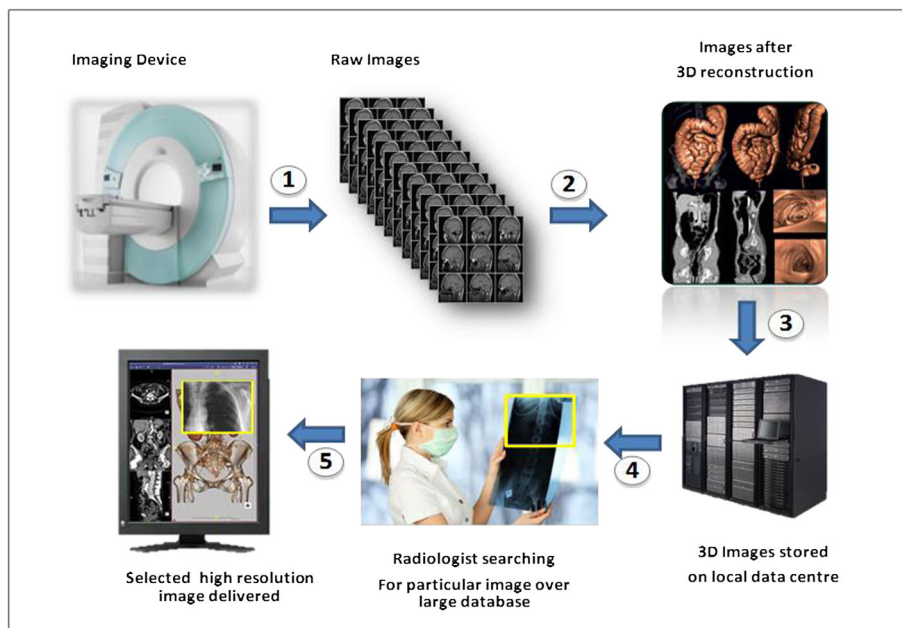 Imaging Device
Raw Images
Images after
3D reconstruction
1
2
3
3D Images stored
on local data centre
4
Radiologist searching
For particular image over
large database
5
Selected high resolution
image delivered